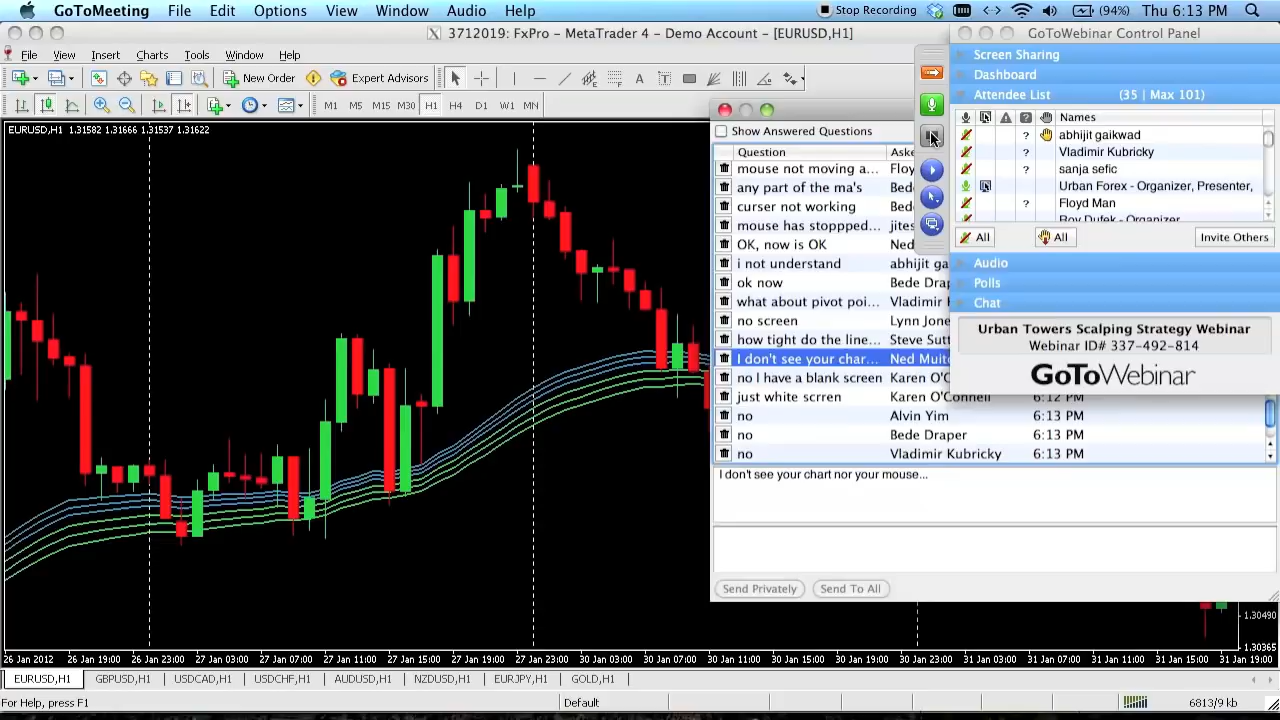 GoToMeeting File Edit Options View Window Audio Help Stop Recording (94%) Thu 6:13 PM
3712019: FxPro - MetaTrader 4 - Demo Account - [EURUSD,H1]
File View Insert Charts Tools Window Help
New Order Expert Advisors A T
M1 M5 M15 M30 H1 H4 D1 W1 MN
EURUSD,H1 1.31582 1.31666 1.31537 1.31622
1.30490
1.30365
26 Jan 2012 26 Jan 19:00 26 Jan 23:00 27 Jan 03:00 27 Jan 07:00 27 Jan 11:00 27 Jan 15:00 27 Jan 19:00 27 Jan 23:00 30 Jan 03:00 30 Jan 07:00 30 Jan 11:00 30 Jan 15:00 30 Jan 19:00 30 Jan 23:00 31 Jan 03:00 31 Jan 07:00 31 Jan 11:00 31 Jan 15:00 31 Jan 19:00
EURUSD,H1 GBPUSD,H1 USDCAD,H1 USDCHF,H1 AUDUSD,H1 NZDUSD,H1 EURJPY,H1 GOLD,H1
For Help, press F1 Default 6813/9 kb
Show Answered Questions
Question Aske
mouse not moving a... Floy
any part of the ma's Bede
curser not working Bede
mouse has stoppped... jites
OK, now is OK Ned
i not understand abhijit ga
ok now Bede Drap
what about pivot poi... Vladimir
no screen Lynn Jone
how tight do the line... Steve Sutt
I don't see your char... Ned Muito
no I have a blank screen Karen O'C
just white scrren Karen O'Connell 6:12 PM
no Alvin Yim 6:13 PM
no Bede Draper 6:13 PM
no Vladimir Kubricky 6:13 PM
I don't see your chart nor your mouse...
Send Privately Send To All
GoToWebinar Control Panel
Screen Sharing
Dashboard
Attendee List (35 | Max 101)
Names
abhijit gaikwad
? Vladimir Kubricky
? sanja sefic
Urban Forex - Organizer, Presenter,
? Floyd Man
Roy Dufek - Organizer
All All Invite Others
Audio
Polls
Chat
Urban Towers Scalping Strategy Webinar
Webinar ID# 337-492-814
GoToWebinar